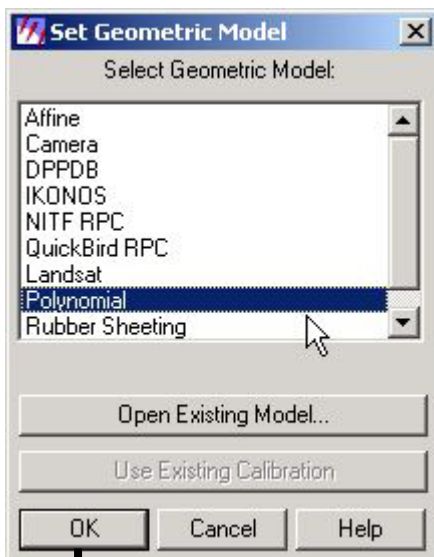 Set Geometric Model
Select Geometric Model:
Affine
Camera
DPPDB
IKONOS
NITF RPC
QuickBird RPC
Landsat
Polynomial
Rubber Sheeting
Open Existing Model...
Use Existing Calibration
OK Cancel Help